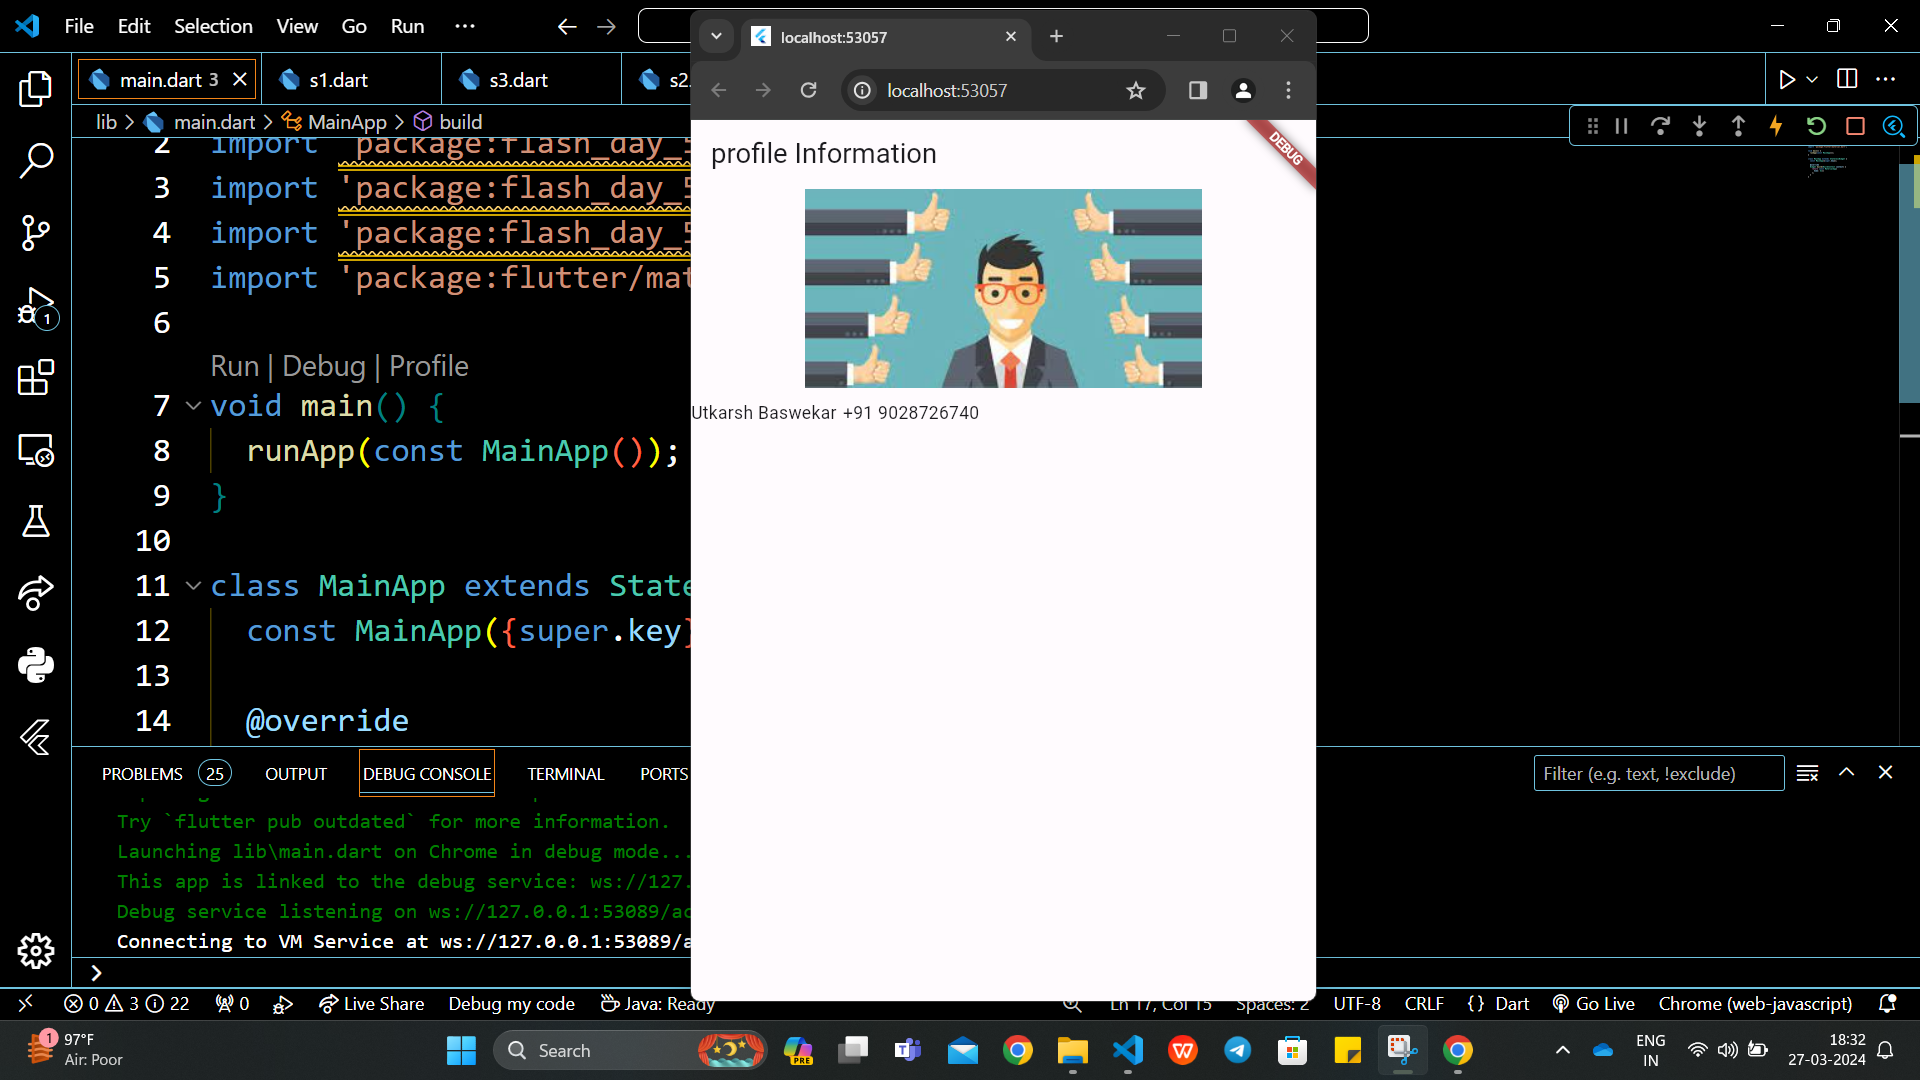 File Edit Selection View Go Run ···
localhost:53057
main.dart 3 s1.dart s3.dart s2.
localhost:53057
lib > main.dart > MainApp > build
profile Information
DEBUG
2 import 'package:flash_day_5
3 import 'package:flash_day_5
4 import 'package:flash_day_5
5 import 'package:flutter/mat
6
Run | Debug | Profile
7 void main() {
8 runApp(const MainApp());
9 }
10
11 class MainApp extends State
12 const MainApp({super.key}
13
14 @override
Utkarsh Baswekar +91 9028726740
1
PROBLEMS 25 OUTPUT DEBUG CONSOLE TERMINAL PORTS
Filter (e.g. text, !exclude)
Try `flutter pub outdated` for more information.
Launching lib\main.dart on Chrome in debug mode...
This app is linked to the debug service: ws://127.
Debug service listening on ws://127.0.0.1:53089/
Connecting to VM Service at ws://127.0.0.1:53089/
0 3 22 0 Live Share Debug my code Java: Ready Ln 17, Col 15 Spaces: 2 UTF-8 CRLF {} Dart Go Live Chrome (web-javascript)
1
97°F
Air: Poor
Search
PRE
ENG
IN
18:32
27-03-2024